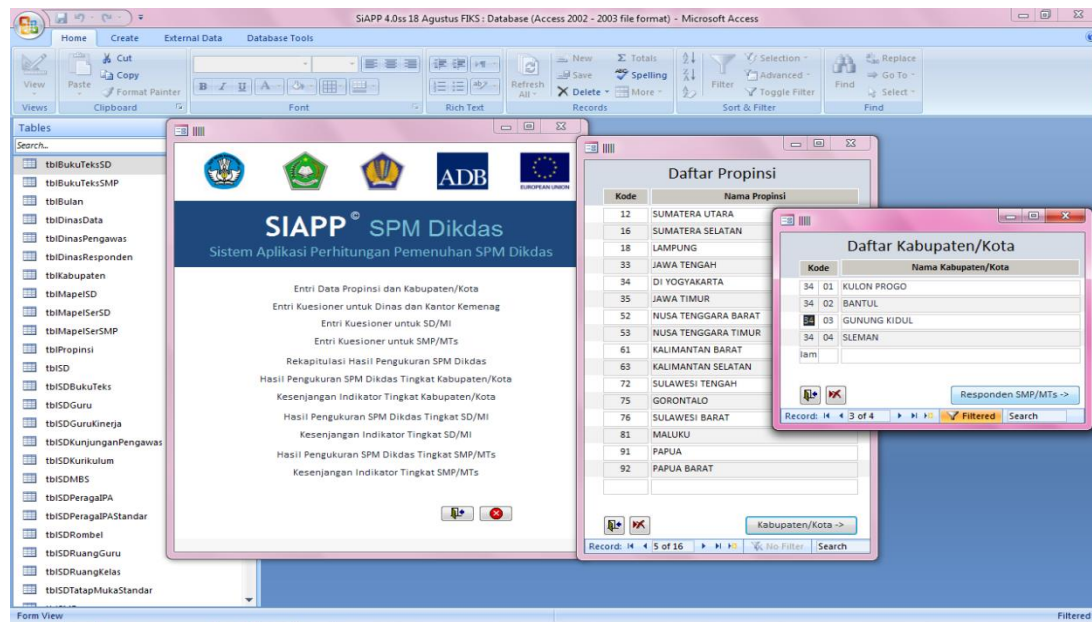 SiAPP 4.0ss 18 Agustus FIKS : Database (Access 2002 - 2003 file format) - Microsoft Access
Home Create External Data Database Tools
View
Paste
Cut
Copy
Format Painter
B I U
Refresh All
New
Save
Delete
Totals
Spelling
More
Filter
Selection
Advanced
Toggle Filter
Find
Replace
Go To
Select
Views Clipboard Font Rich Text Records Sort & Filter Find
Tables
Search...
tblBukuTeksSD
tblBukuTeksSMP
tblBulan
tblDinasData
tblDinasPengawas
tblDinasResponden
tblKabupaten
tblMapelSD
tblMapelSerSD
tblMapelSerSMP
tblPropinsi
tblSD
tblSDBukuTeks
tblSDGuru
tblSDGuruKinerja
tblSDKunjunganPengawas
tblSDKurikulum
tblSDMBS
tblSDPeragaIPA
tblSDPeragaIPAStandar
tblSDRombel
tblSDRuangGuru
tblSDRuangKelas
tblSDTatapMukaStandar
ADB
EUROPEAN UNION
SIAPP © SPM Dikdas
Sistem Aplikasi Perhitungan Pemenuhan SPM Dikdas
Entri Data Propinsi dan Kabupaten/Kota
Entri Kuesioner untuk Dinas dan Kantor Kemenag
Entri Kuesioner untuk SD/MI
Entri Kuesioner untuk SMP/MTs
Rekapitulasi Hasil Pengukuran SPM Dikdas
Hasil Pengukuran SPM Dikdas Tingkat Kabupaten/Kota
Kesenjangan Indikator Tingkat Kabupaten/Kota
Hasil Pengukuran SPM Dikdas Tingkat SD/MI
Kesenjangan Indikator Tingkat SD/MI
Hasil Pengukuran SPM Dikdas Tingkat SMP/MTs
Kesenjangan Indikator Tingkat SMP/MTs
Daftar Propinsi
Kode Nama Propinsi
12 SUMATERA UTARA
16 SUMATERA SELATAN
18 LAMPUNG
33 JAWA TENGAH
34 DI YOGYAKARTA
35 JAWA TIMUR
52 NUSA TENGGARA BARAT
53 NUSA TENGGARA TIMUR
61 KALIMANTAN BARAT
63 KALIMANTAN SELATAN
72 SULAWESI TENGAH
75 GORONTALO
76 SULAWESI BARAT
81 MALUKU
91 PAPUA
92 PAPUA BARAT
Kabupaten/Kota ->
Record: 5 of 16 No Filter Search
Daftar Kabupaten/Kota
Kode Nama Kabupaten/Kota
34 01 KULON PROGO
34 02 BANTUL
34 03 GUNUNG KIDUL
34 04 SLEMAN
lam
Responden SMP/MTs ->
Record: 3 of 4 Filtered Search
Form View
Filtered